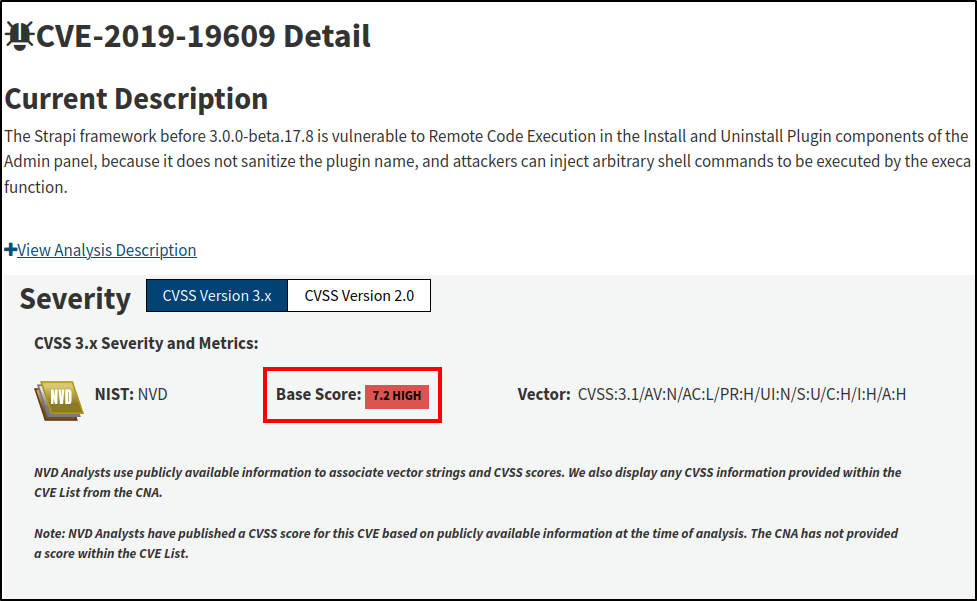 CVE-2019-19609 Detail
Current Description
The Strapi framework before 3.0.0-beta.17.8 is vulnerable to Remote Code Execution in the Install and Uninstall Plugin components of the
Admin panel, because it does not sanitize the plugin name, and attackers can inject arbitrary shell commands to be executed by the execa
function.
View Analysis Description
Severity CVSS Version 3.x CVSS Version 2.0
CVSS 3.x Severity and Metrics:
NVD NIST: NVD Base Score: 7.2 HIGH Vector: CVSS:3.1/AV:N/AC:L/PR:H/UI:N/S:U/C:H/I:H/A:H
NVD Analysts use publicly available information to associate vector strings and CVSS scores. We also display any CVSS information provided within the
CVE List from the CNA.
Note: NVD Analysts have published a CVSS score for this CVE based on publicly available information at the time of analysis. The CNA has not provided
a score within the CVE List.